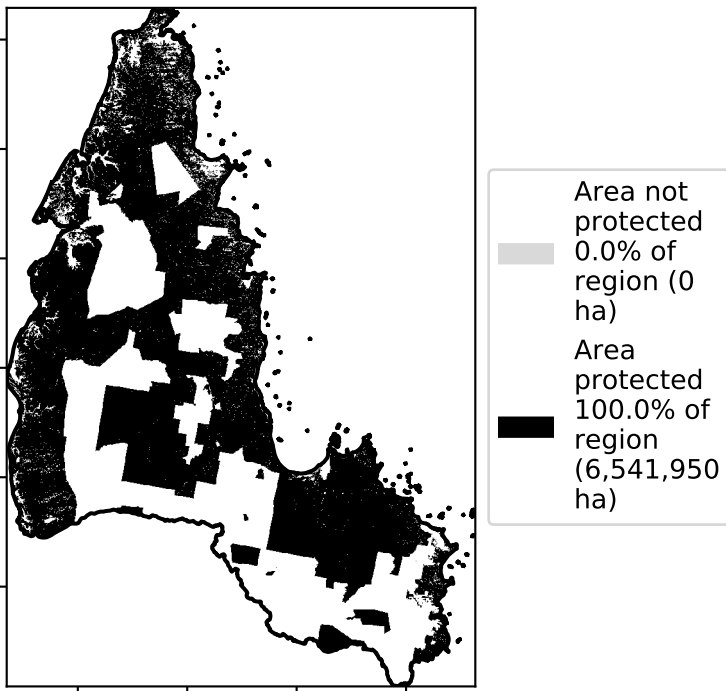 Area not
protected
0.0% of
region (0
ha)
Area
protected
100.0% of
region
(6,541,950
ha)